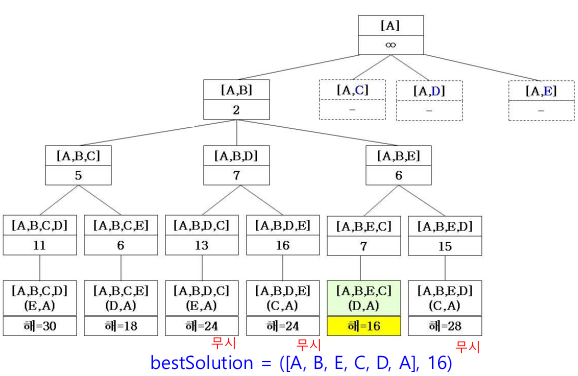 [A]
∞
[A,B] [A,C] [A,D] [A,E]
2 – – –
[A,B,C] [A,B,D] [A,B,E]
5 7 6
[A,B,C,D] [A,B,C,E] [A,B,D,C] [A,B,D,E] [A,B,E,C] [A,B,E,D]
11 6 13 16 7 15
[A,B,C,D] [A,B,C,E] [A,B,D,C] [A,B,D,E] [A,B,E,C] [A,B,E,D]
(E,A) (D,A) (E,A) (C,A) (D,A) (C,A)
해=30 해=18 해=24 해=24 해=16 해=28
무시 무시 무시
bestSolution = ([A, B, E, C, D, A], 16)